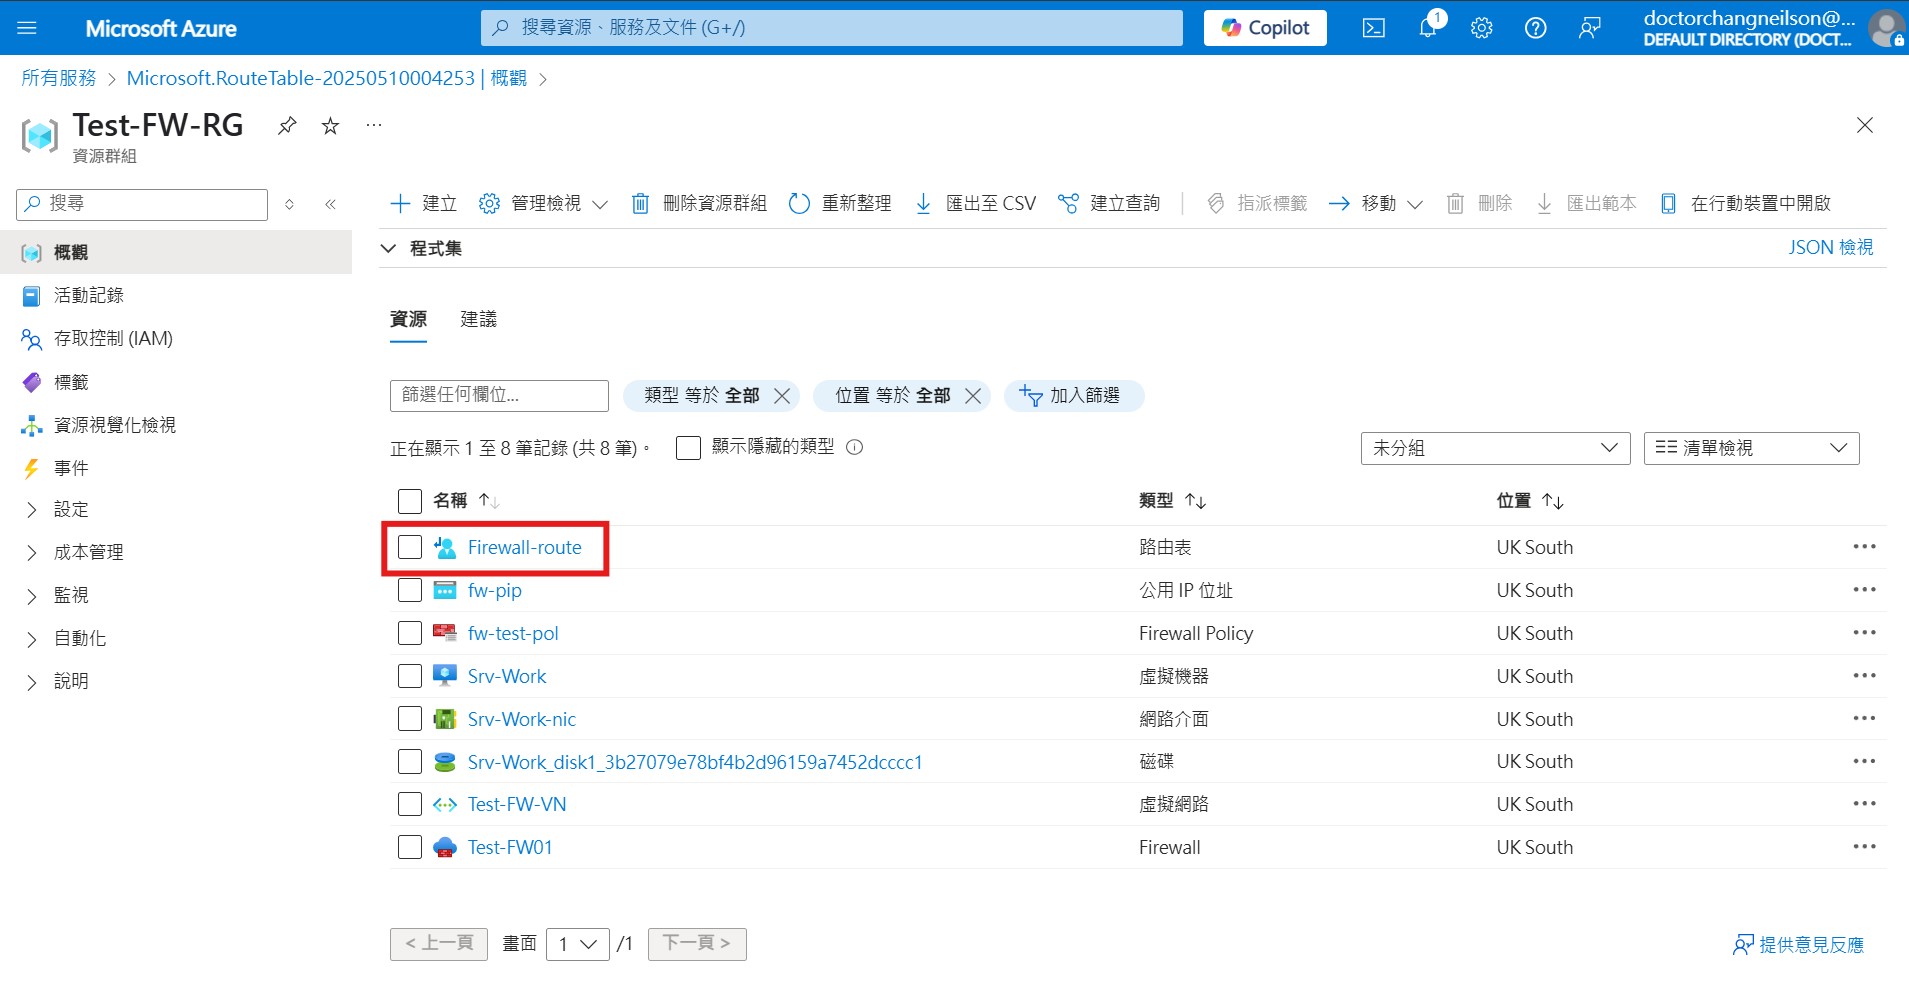 Microsoft Azure
搜尋資源、服務及文件 (G+/)
Copilot
1
doctorchangneilson@...
DEFAULT DIRECTORY (DOCT...
所有服務 > Microsoft.RouteTable-20250510004253 | 概觀 >
Test-FW-RG
資源群組
搜尋
建立
管理檢視
刪除資源群組
重新整理
匯出至 CSV
建立查詢
指派標籤
移動
刪除
匯出範本
在行動裝置中開啟
概觀
活動記錄
存取控制 (IAM)
標籤
資源視覺化檢視
事件
設定
成本管理
監視
自動化
說明
程式集
JSON 檢視
資源 建議
篩選任何欄位...
類型 等於 全部
位置 等於 全部
加入篩選
正在顯示 1 至 8 筆記錄 (共 8 筆)。
顯示隱藏的類型
未分組
清單檢視
名稱 類型 位置
Firewall-route 路由表 UK South
fw-pip 公用 IP 位址 UK South
fw-test-pol Firewall Policy UK South
Srv-Work 虛擬機器 UK South
Srv-Work-nic 網路介面 UK South
Srv-Work_disk1_3b27079e78bf4b2d96159a7452dcccc1 磁碟 UK South
Test-FW-VN 虛擬網路 UK South
Test-FW01 Firewall UK South
< 上一頁 畫面 1 /1 下一頁 >
提供意見反應